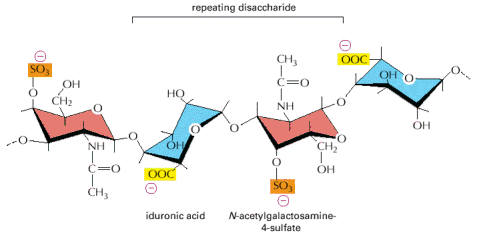 repeating disaccharide
⊖
SO₃
O
OH
CH₂
O
O
NH
C=O
CH₃
O
HO
O
OH
OOC
⊖
O
CH₃
C=O
NH
O
O
CH₂
OH
SO₃
⊖
⊖
OOC
O
OH
O
OH
O
iduronic acid
N-acetylgalactosamine-
4-sulfate